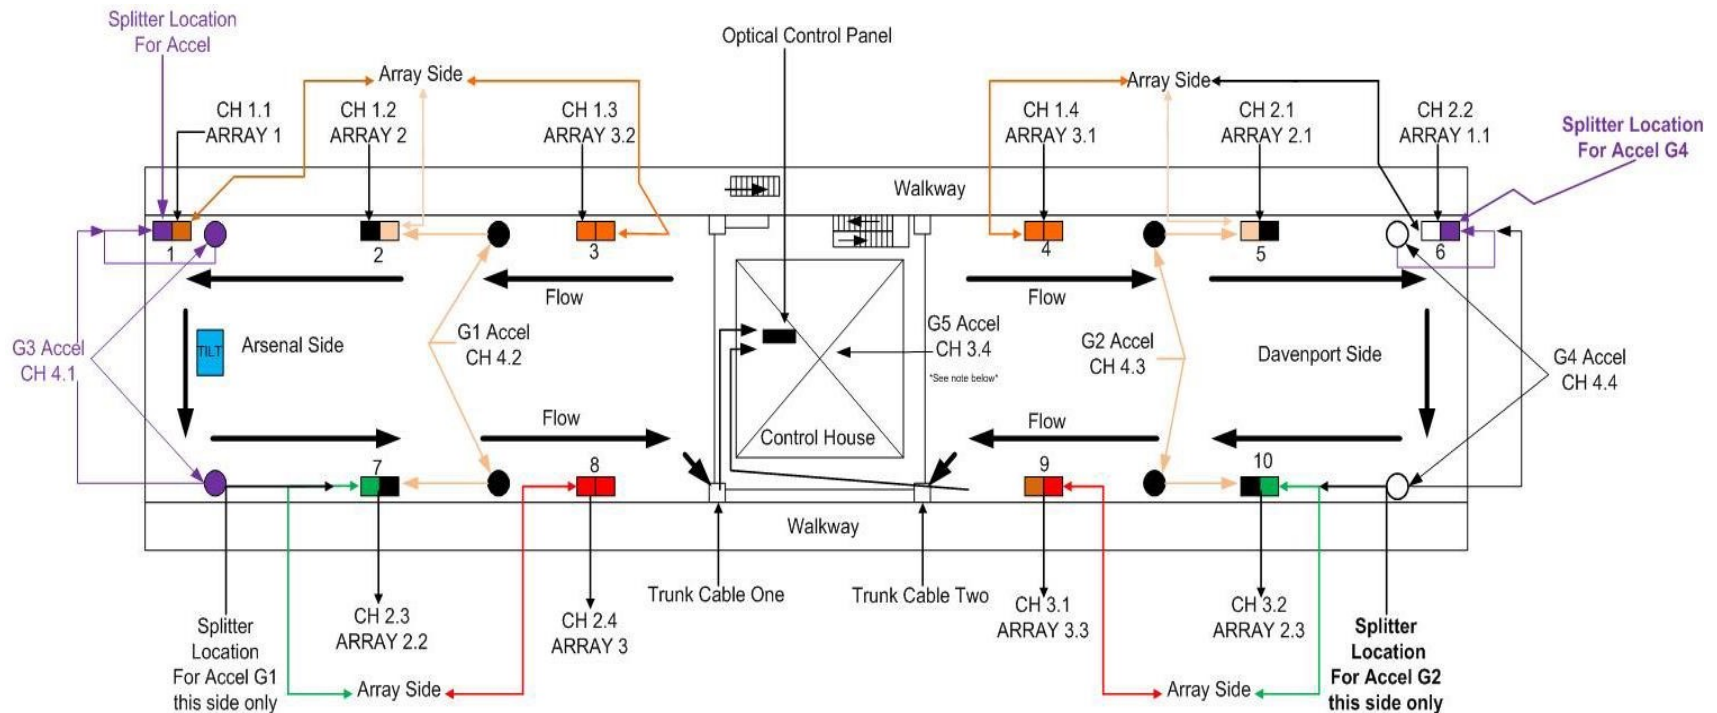 Splitter Location
For Accel
Optical Control Panel
Array Side
Array Side
CH 1.1
ARRAY 1
CH 1.2
ARRAY 2
CH 1.3
ARRAY 3.2
CH 1.4
ARRAY 3.1
CH 2.1
ARRAY 2.1
CH 2.2
ARRAY 1.1
Splitter Location
For Accel G4
Walkway
1
2
3
4
5
6
Flow
Flow
G3 Accel
CH 4.1
TILT
Arsenal Side
G1 Accel
CH 4.2
G5 Accel
CH 3.4
*See note below*
G2 Accel
CH 4.3
Davenport Side
G4 Accel
CH 4.4
Flow
Flow
Control House
7
8
9
10
Walkway
Trunk Cable One
Trunk Cable Two
CH 2.3
ARRAY 2.2
CH 2.4
ARRAY 3
CH 3.1
ARRAY 3.3
CH 3.2
ARRAY 2.3
Splitter
Location
For Accel G1
this side only
Array Side
Array Side
Splitter
Location
For Accel G2
this side only